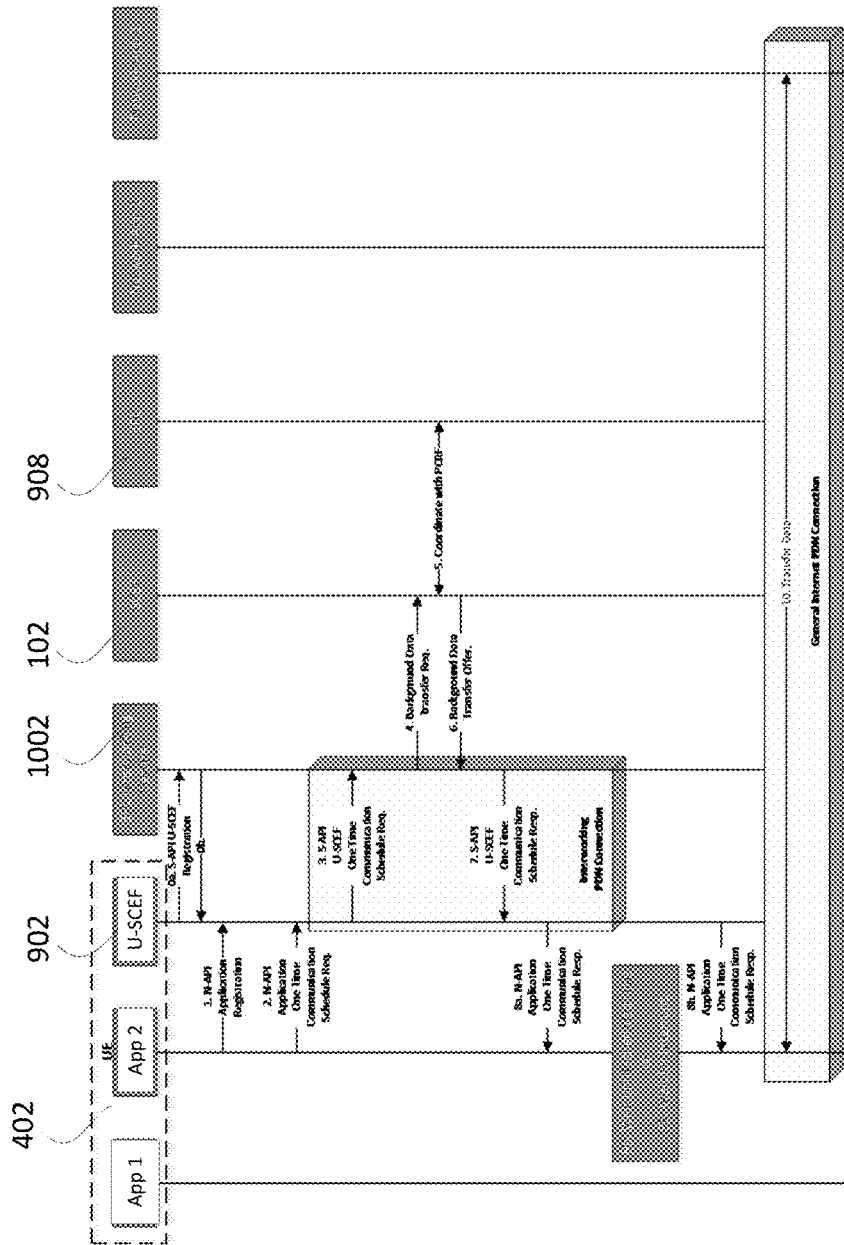 402
902
1002
102
908
UE
App 1
App 2
U-SCEF
0a. S-API U-SCEF
Registration
0b.
1. N-API
Application
Registration
2. N-API
Application
One Time
Communication
Schedule Req.
3. S-API
U-SCEF
One Time
Communication
Schedule Req.
4. Background Data
Transfer Req.
5. Coordinate with PCRF
6. Background Data
Transfer Offer.
7. S-API
U-SCEF
One Time
Communication
Schedule Resp.
Interworking
PDN Connection
8a. N-API
Application
One Time
Communication
Schedule Resp.
8b. N-API
Application
One Time
Communication
Schedule Resp.
10. Transfer Data
General Internet PDN Connection